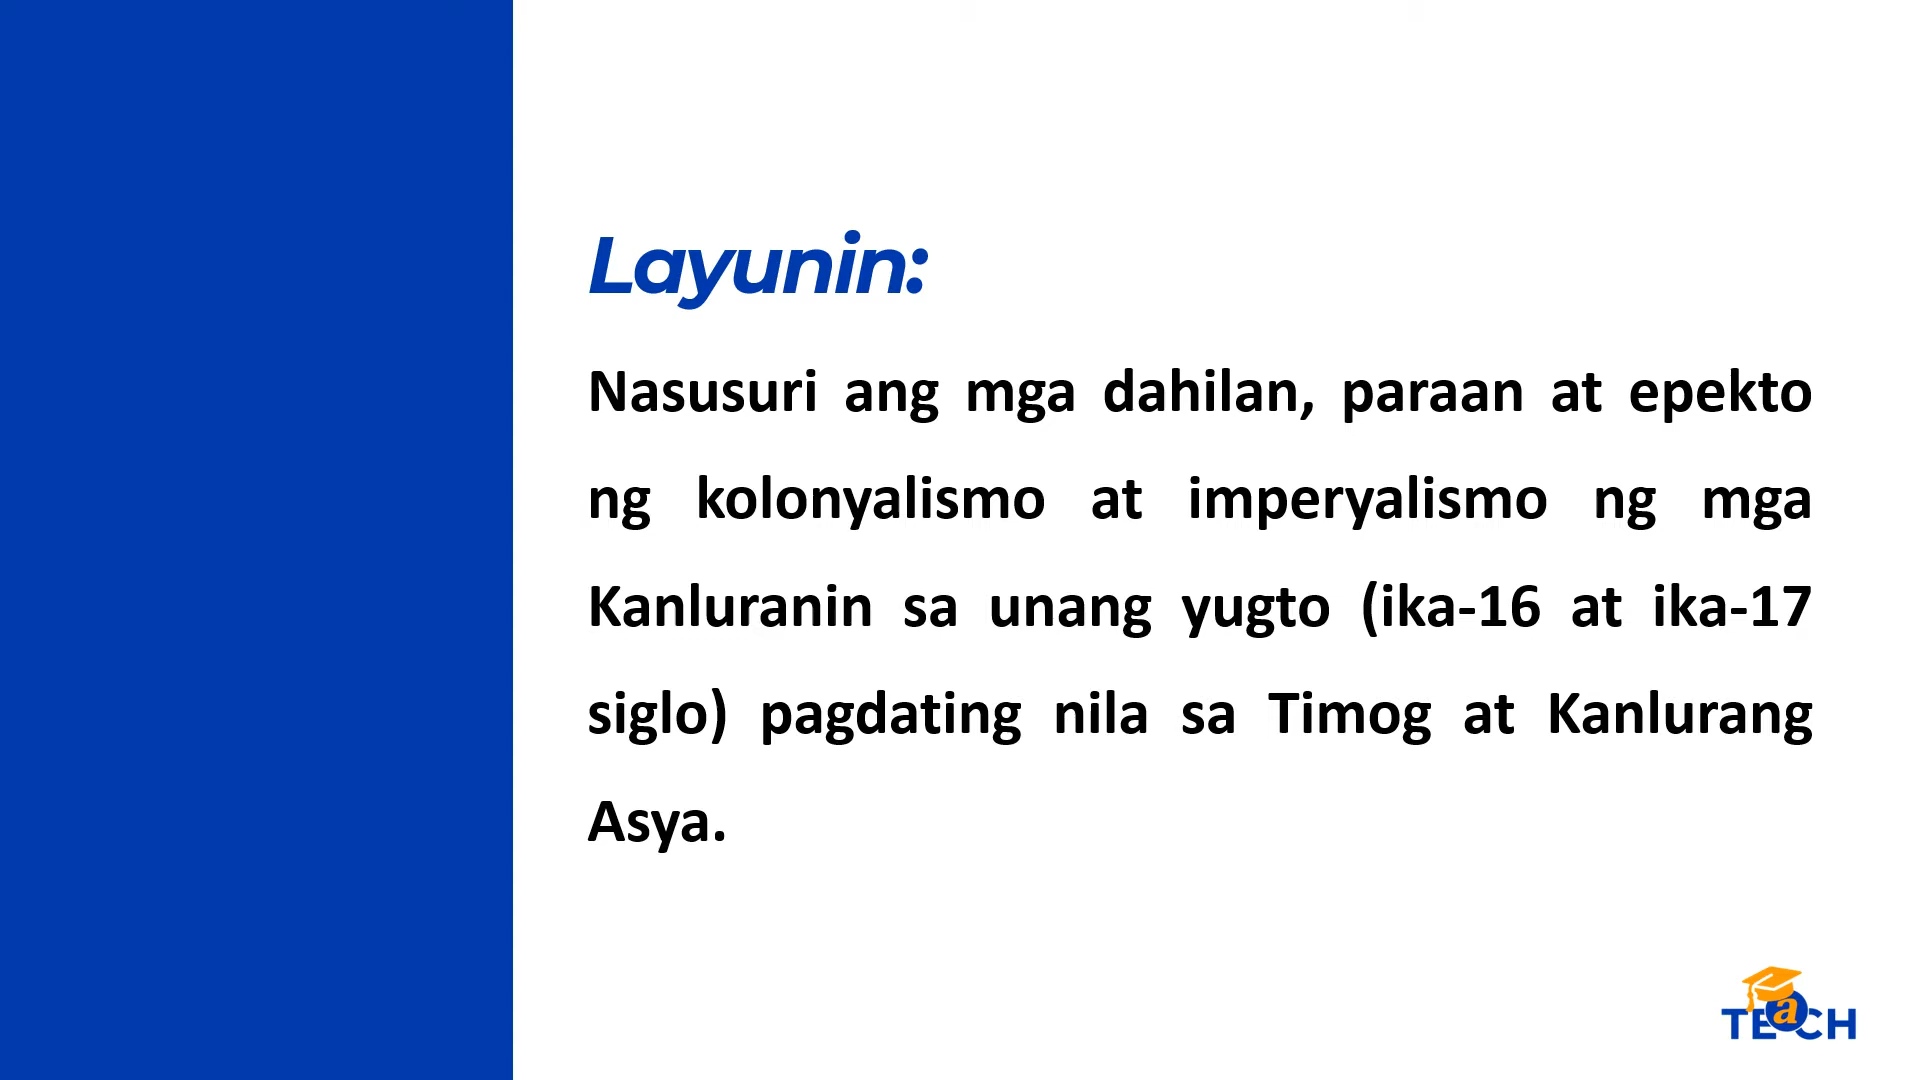 Layunin:
Nasusuri ang mga dahilan, paraan at epekto
ng kolonyalismo at imperyalismo ng mga
Kanluranin sa unang yugto (ika-16 at ika-17
siglo) pagdating nila sa Timog at Kanlurang
Asya.
TEaCH